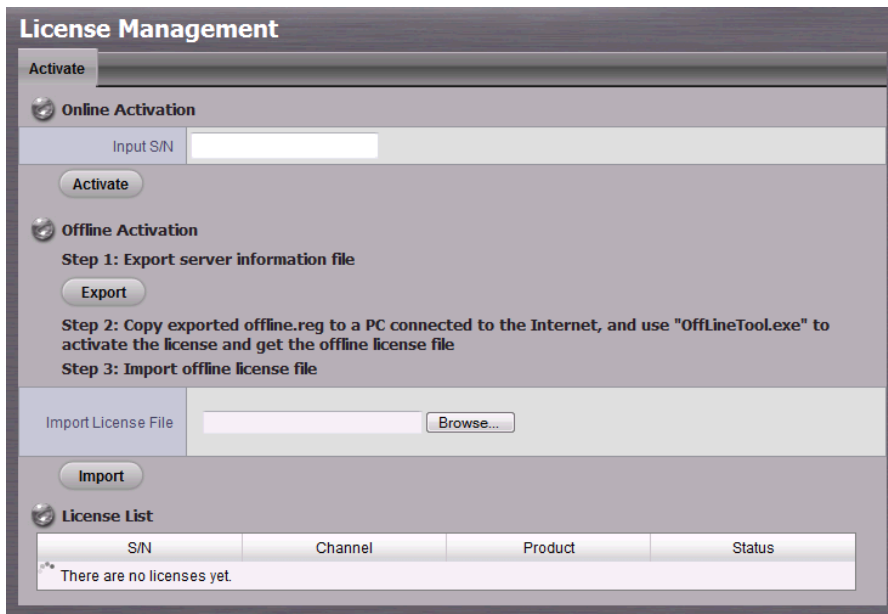 License Management
Activate
Online Activation
Input S/N
Activate
Offline Activation
Step 1: Export server information file
Export
Step 2: Copy exported offline.reg to a PC connected to the Internet, and use "OffLineTool.exe" to
activate the license and get the offline license file
Step 3: Import offline license file
Import License File Browse...
Import
License List
S/N Channel Product Status
There are no licenses yet.